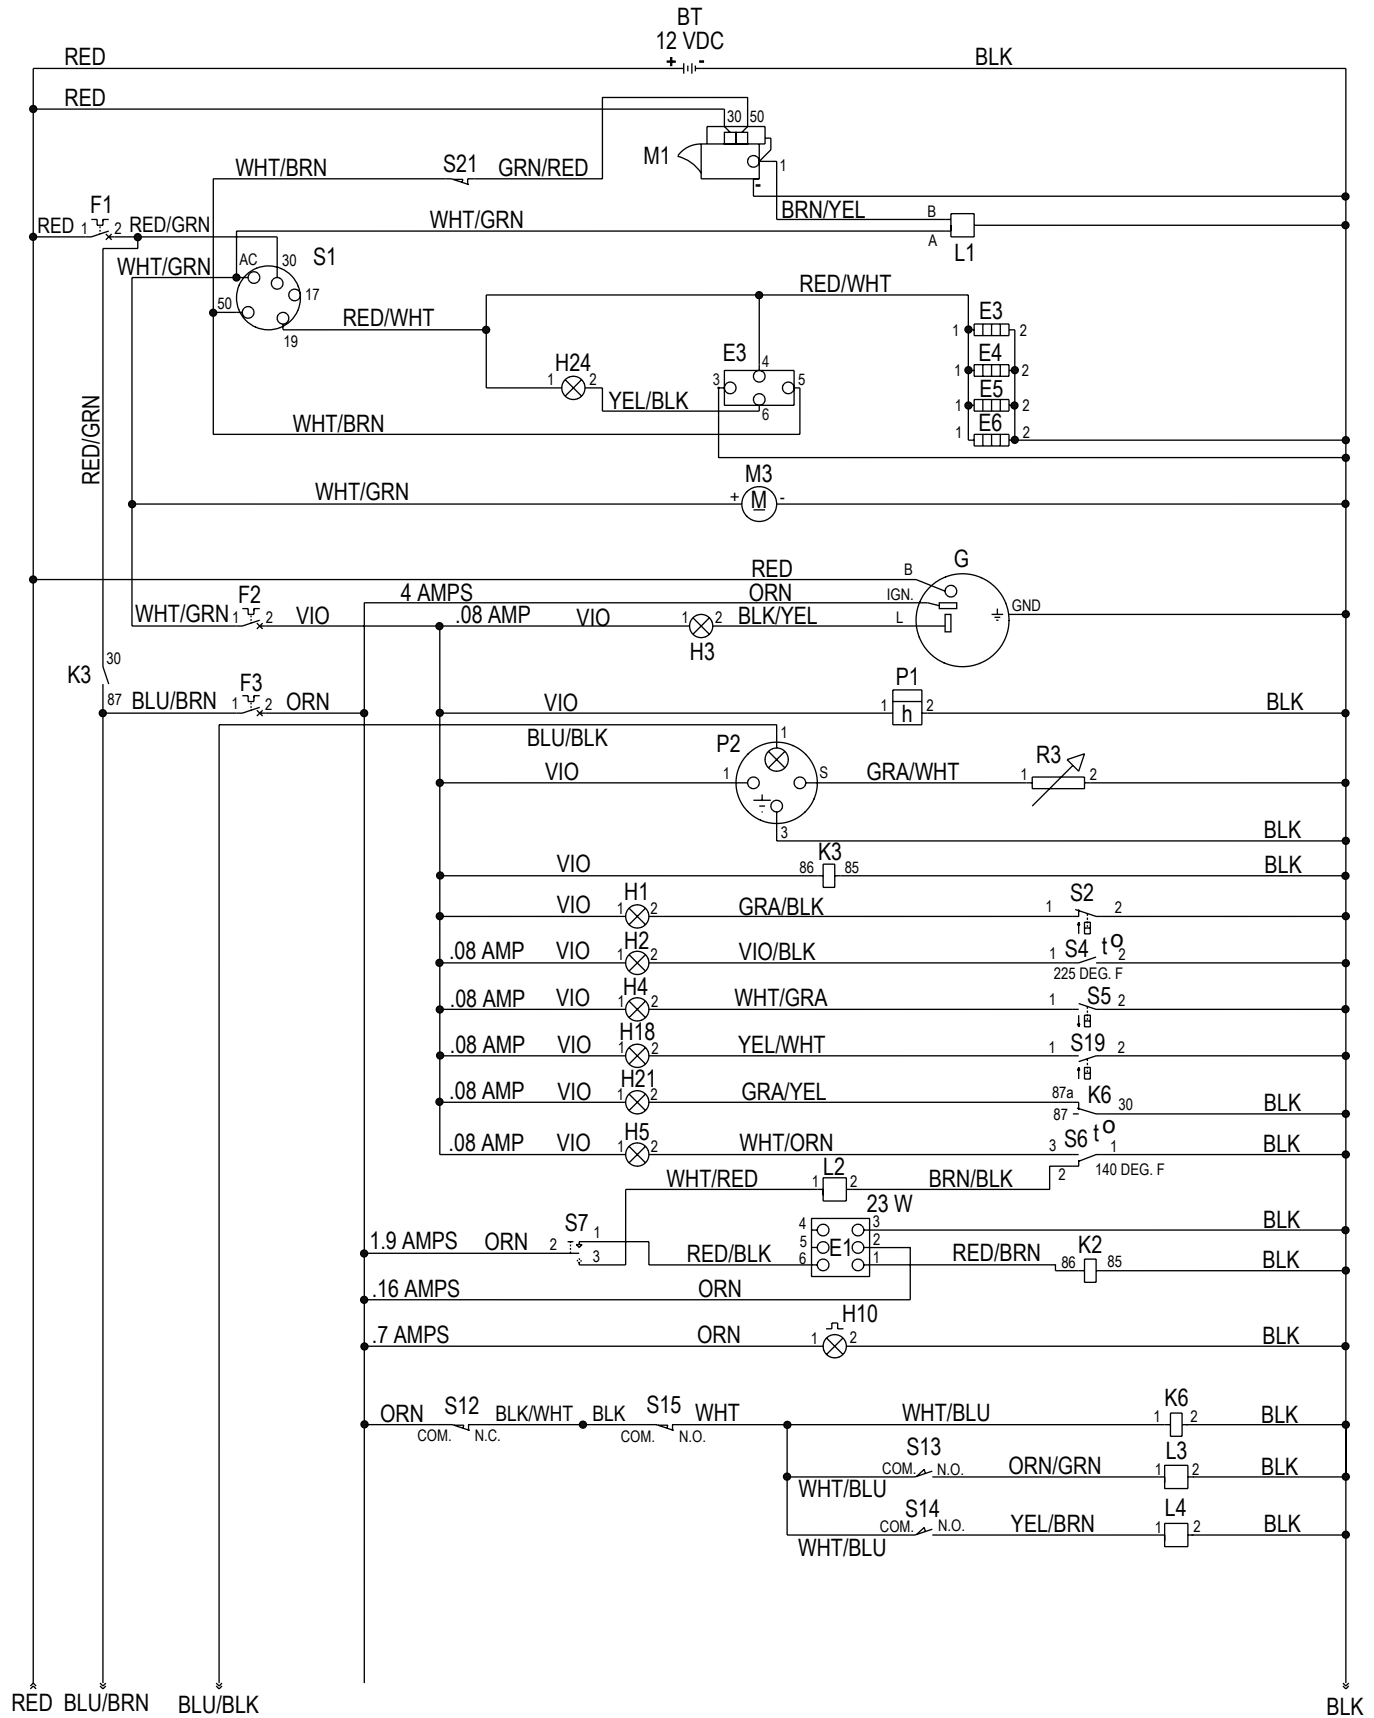 BT
12 VDC
RED + - BLK
RED
30 50
M1
1
-
WHT/BRN S21 GRN/RED
F1
RED 1 2 RED/GRN
WHT/GRN
BRN/YEL B
A
L1
WHT/GRN AC 30 S1
17
50
19
RED/WHT
RED/WHT
E3
1 2
E4
1 2
E5
1 2
E6
1 2
H24
1 2
YEL/BLK
E3
3 4 5
6
WHT/BRN
RED/GRN
M3
WHT/GRN + M -
G
RED B
4 AMPS ORN IGN.
GND
F2
WHT/GRN 1 2 VIO .08 AMP VIO 1 2 BLK/YEL L
H3
K3 30
87
BLU/BRN F3
1 2 ORN
P1
VIO 1 h 2 BLK
BLU/BLK
P2 1
VIO 1 S GRA/WHT R3
1 2
3 BLK
K3
VIO 86 85 BLK
H1
VIO 1 2 GRA/BLK 1 S2 2
H2
.08 AMP VIO 1 2 VIO/BLK 1 S4 to 2
225 DEG. F
H4
.08 AMP VIO 1 2 WHT/GRA 1 S5 2
H18
.08 AMP VIO 1 2 YEL/WHT 1 S19 2
H21
.08 AMP VIO 1 2 GRA/YEL 87a K6 30 BLK
87
H5
.08 AMP VIO 1 2 WHT/ORN 3 S6 to 1 BLK
2 140 DEG. F
WHT/RED L2
1 2 BRN/BLK
23 W
4 3 BLK
1.9 AMPS ORN 2 S7 1
3
5 E1 2
RED/BLK 6 1 RED/BRN 86 K2 85 BLK
.16 AMPS ORN
H10
.7 AMPS ORN 1 2 BLK
ORN S12 BLK/WHT BLK S15 WHT WHT/BLU K6
1 2 BLK
COM. N.C. COM. N.O.
S13
COM. N.O. ORN/GRN L3
1 2 BLK
WHT/BLU
S14
COM. N.O. YEL/BRN L4
1 2 BLK
WHT/BLU
RED BLU/BRN BLU/BLK BLK